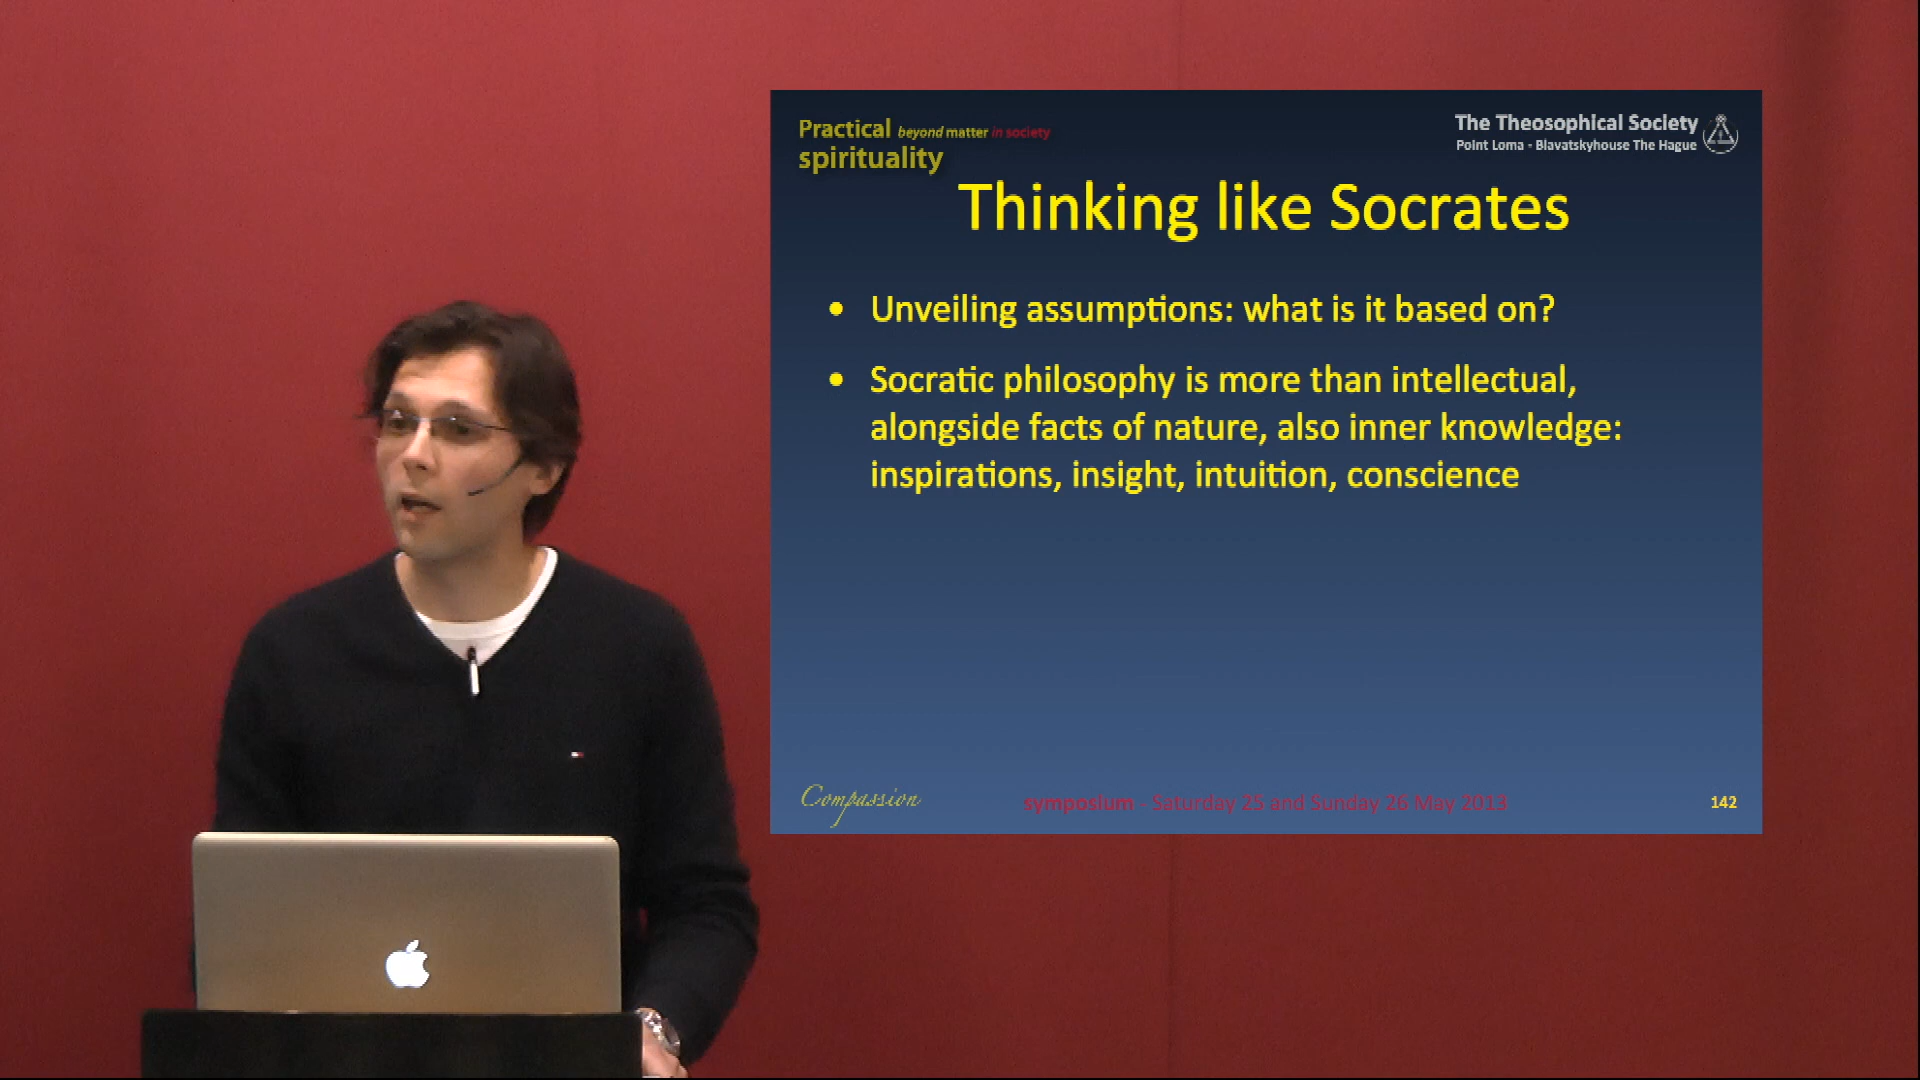 Practical beyond matter in society
spirituality
The Theosophical Society
Point Loma - Blavatskyhouse The Hague
Thinking like Socrates
• Unveiling assumptions: what is it based on?
• Socratic philosophy is more than intellectual,
alongside facts of nature, also inner knowledge:
inspirations, insight, intuition, conscience
Compassion
symposium - Saturday 25 and Sunday 26 May 2013
142